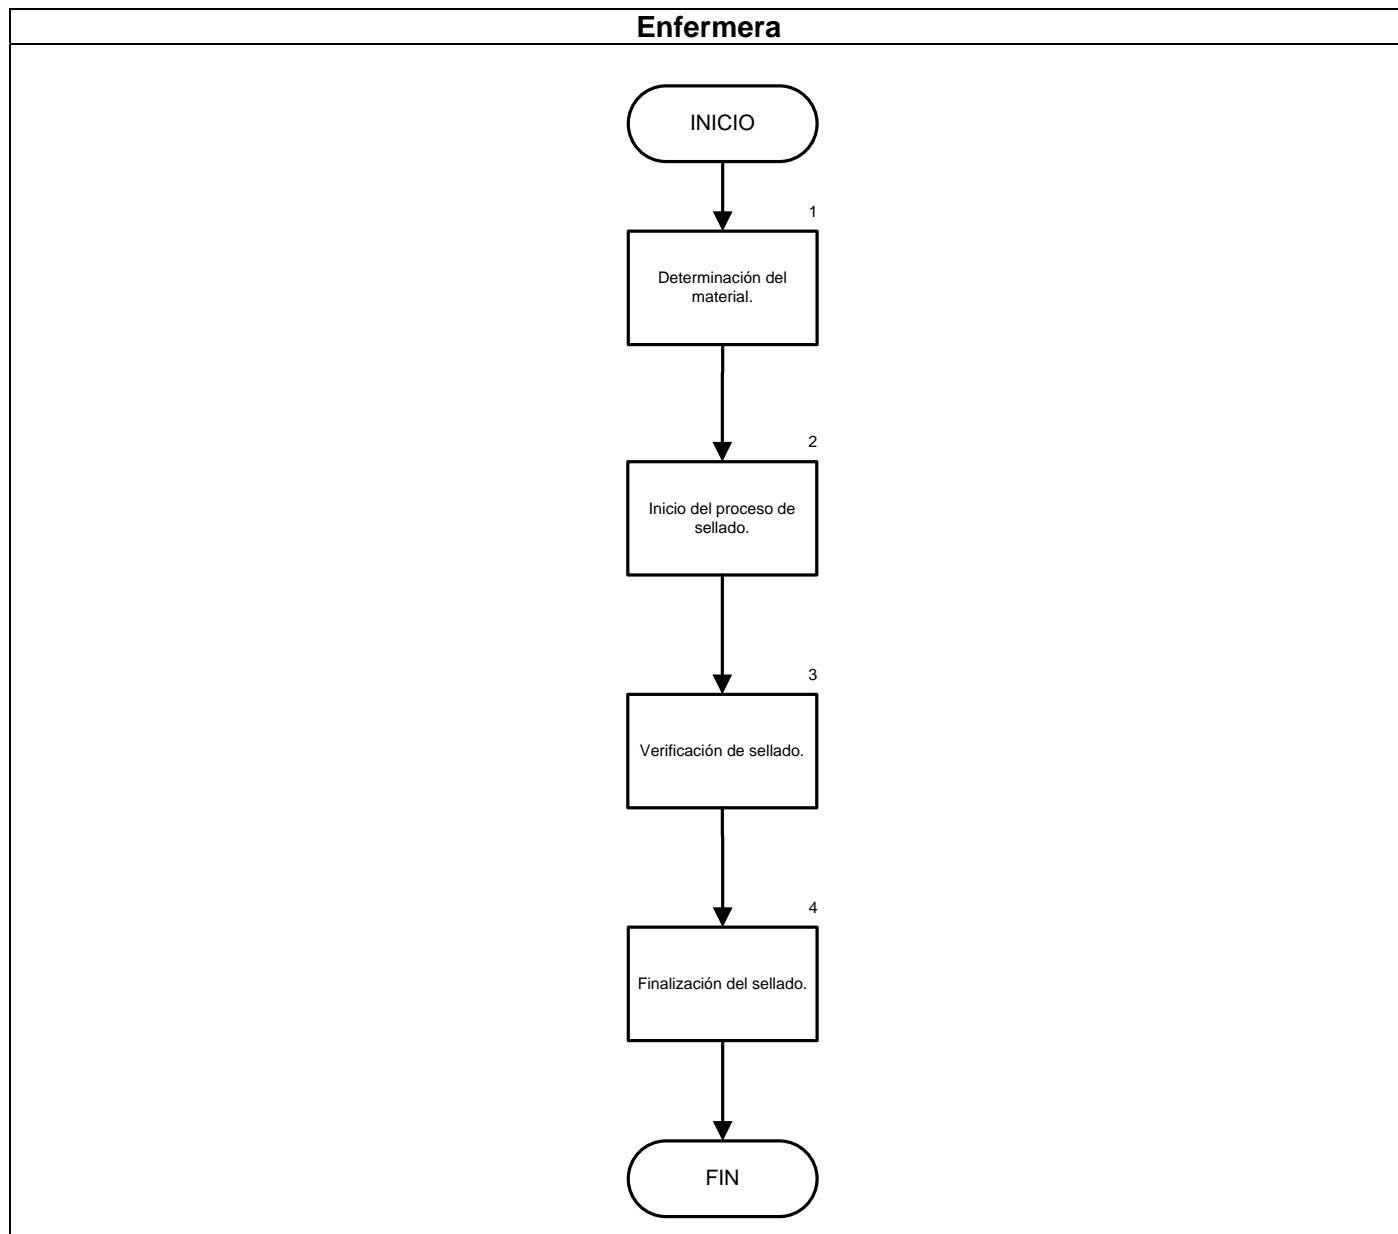 Enfermera
INICIO
1
Determinación del
material.
2
Inicio del proceso de
sellado.
3
Verificación de sellado.
4
Finalización del sellado.
FIN